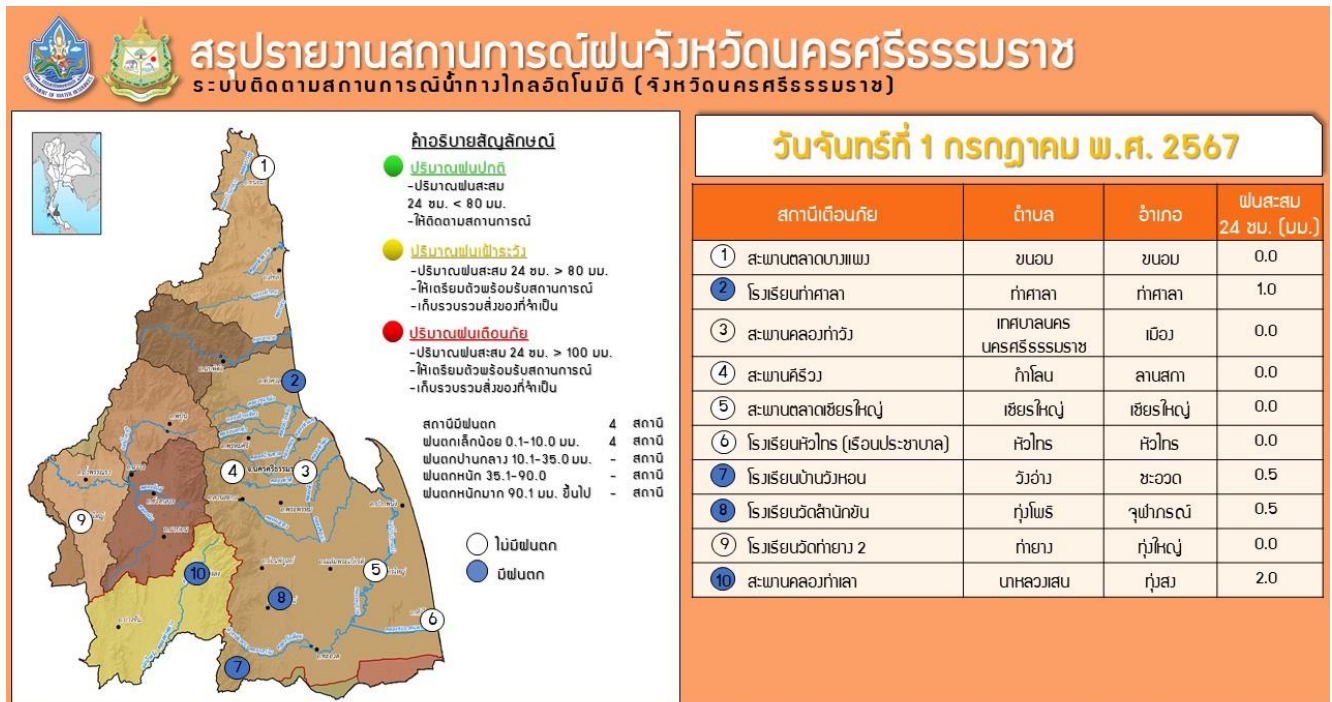 สรุปรายงานสถานการณ์ฝนจังหวัดนครศรีธรรมราช
ระบบติดตามสถานการณ์น้ำทางไกลอัตโนมัติ (จังหวัดนครศรีธรรมราช)
คำอธิบายสัญลักษณ์
ปริมาณฝนปกติ
-ปริมาณฝนสะสม
24 ชม. < 80 มม.
-ให้ติดตามสถานการณ์
ปริมาณฝนเฝ้าระวัง
-ปริมาณฝนสะสม 24 ชม. > 80 มม.
-ให้เตรียมตัวพร้อมรับสถานการณ์
-เก็บรวบรวมสิ่งของที่จำเป็น
ปริมาณฝนเตือนภัย
-ปริมาณฝนสะสม 24 ชม. > 100 มม.
-ให้เตรียมตัวพร้อมรับสถานการณ์
-เก็บรวบรวมสิ่งของที่จำเป็น
สถานีมีฝนตก 4 สถานี
ฝนตกเล็กน้อย 0.1-10.0 มม. 4 สถานี
ฝนตกปานกลาง 10.1-35.0 มม. - สถานี
ฝนตกหนัก 35.1-90.0 - สถานี
ฝนตกหนักมาก 90.1 มม. ขึ้นไป - สถานี
ไม่มีฝนตก
มีฝนตก
1
2
4
3
9
10
5
8
6
7
วันจันทร์ที่ 1 กรกฎาคม พ.ศ. 2567
สถานีเตือนภัย ตำบล อำเภอ ฝนสะสม
24 ชม. (มม.)
1 สะพานตลาดบางแพง ขนอม ขนอม 0.0
2 โรงเรียนท่าศาลา ท่าศาลา ท่าศาลา 1.0
3 สะพานคลองท่าวัง เทศบาลนคร
นครศรีธรรมราช เมือง 0.0
4 สะพานคีรีวง กำโลน ลานสกา 0.0
5 สะพานตลาดเชียรใหญ่ เชียรใหญ่ เชียรใหญ่ 0.0
6 โรงเรียนหัวไทร (เรือนประชาบาล) หัวไทร หัวไทร 0.0
7 โรงเรียนบ้านวังหอน วังอ่าง ชะอวด 0.5
8 โรงเรียนวัดสำนักขัน ทุ่งโพธิ จุฬาภรณ์ 0.5
9 โรงเรียนวัดท่ายาง 2 ท่ายาง ทุ่งใหญ่ 0.0
10 สะพานคลองท่าเลา นาหลวงเสน ทุ่งสง 2.0